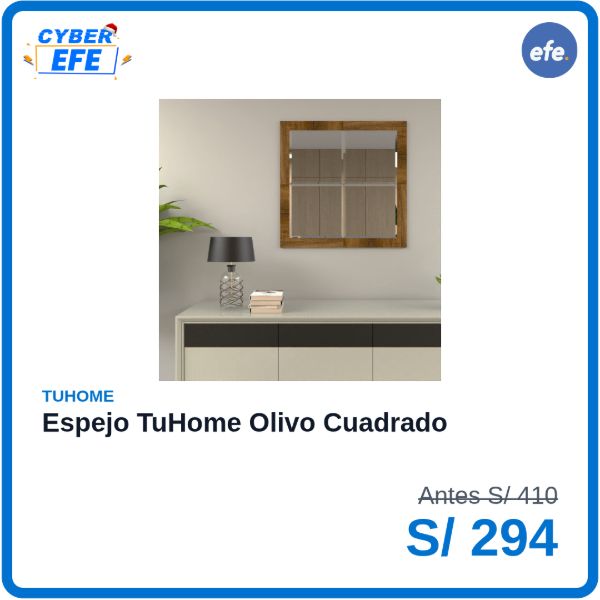 CYBER
EFE
efe.
TUHOME
Espejo TuHome Olivo Cuadrado
Antes S/ 410
S/ 294